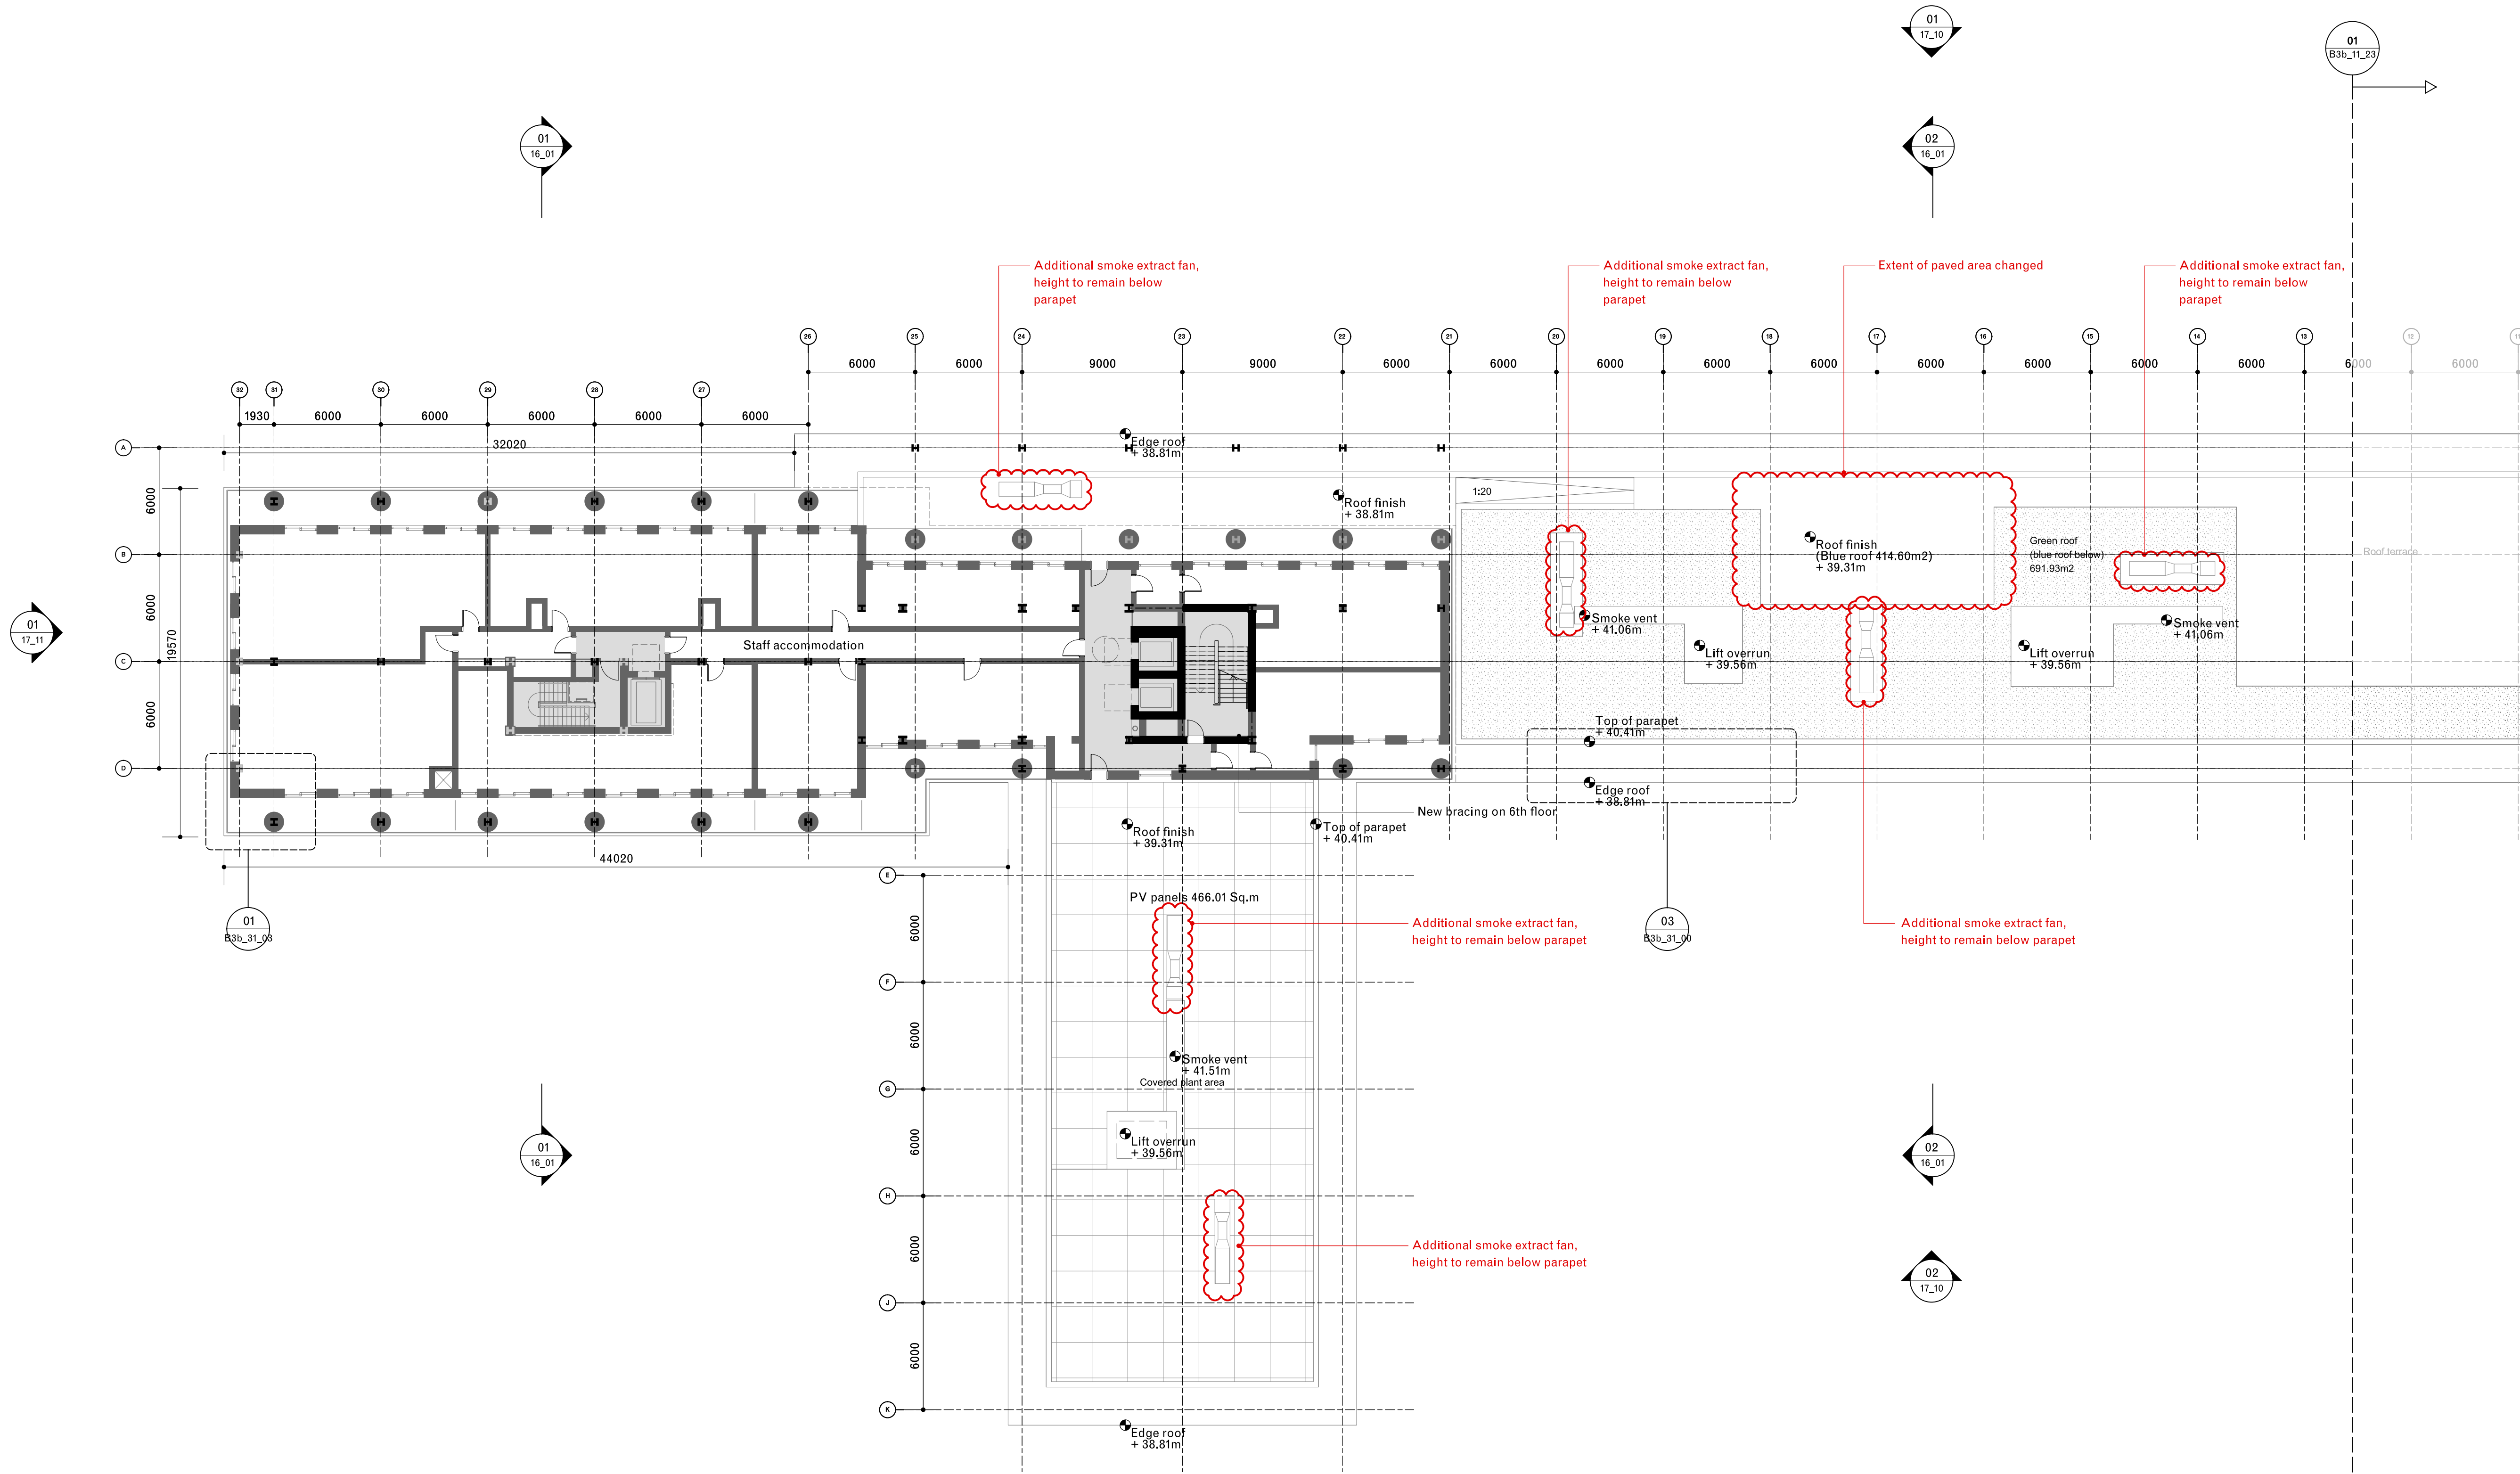 01
17_10
01
B3b_11_23
01
16_01
02
16_01
Additional smoke extract fan,
height to remain below
parapet
Additional smoke extract fan,
height to remain below
parapet
Extent of paved area changed
Additional smoke extract fan,
height to remain below
parapet
26
25
24
23
22
21
20
19
18
17
16
15
14
13
12
6000
6000
9000
9000
6000
6000
6000
6000
6000
6000
6000
6000
6000
6000
6000
32
31
30
29
28
27
1930
6000
6000
6000
6000
6000
32020
A
B
C
D
6000
6000
6000
19570
Edge roof
+ 38.81m
Roof finish
+ 38.81m
1:20
Roof finish
(Blue roof 414.60m2)
+ 39.31m
Green roof
(blue roof below)
691.93m2
Roof terrace
Smoke vent
+ 41.06m
Smoke vent
+ 41.06m
Lift overrun
+ 39.56m
Lift overrun
+ 39.56m
01
17_11
Staff accommodation
Top of parapet
+ 40.41m
Edge roof
+ 38.81m
New bracing on 6th floor
Roof finish
+ 39.31m
Top of parapet
+ 40.41m
44020
01
B3b_31_03
03
B3b_31_00
E
F
G
H
J
K
6000
6000
6000
6000
6000
PV panels 466.01 Sq.m
Additional smoke extract fan,
height to remain below parapet
Additional smoke extract fan,
height to remain below parapet
Smoke vent
+ 41.51m
Covered plant area
Lift overrun
+ 39.56m
01
16_01
02
16_01
Additional smoke extract fan,
height to remain below parapet
02
17_10
Edge roof
+ 38.81m